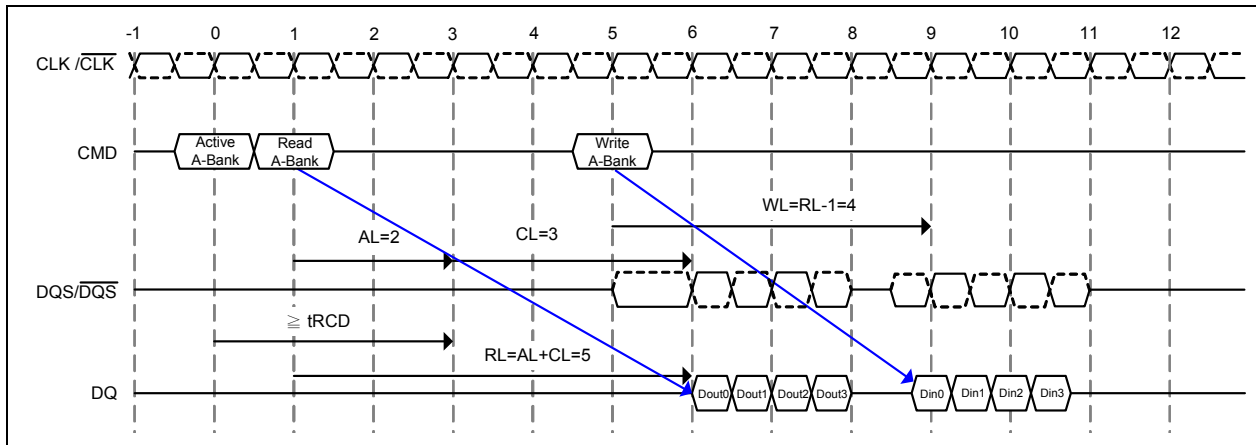 -1 0 1 2 3 4 5 6 7 8 9 10 11 12
CLK /CLK
CMD
Active
A-Bank
Read
A-Bank
Write
A-Bank
WL=RL-1=4
AL=2
CL=3
DQS/DQS
≧ tRCD
RL=AL+CL=5
DQ
Dout0 Dout1 Dout2 Dout3 Din0 Din1 Din2 Din3